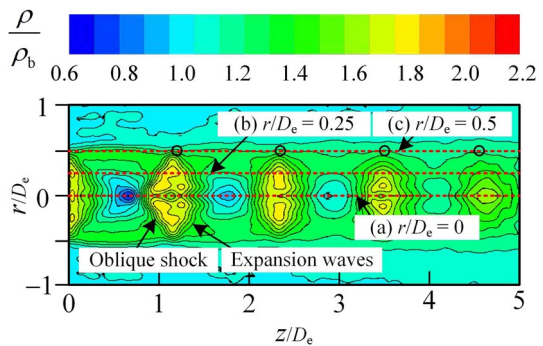 ρ
ρb
0.6 0.8 1.0 1.2 1.4 1.6 1.8 2.0 2.2
1
(b) r/De = 0.25
(c) r/De = 0.5
r/De
0
(a) r/De = 0
Oblique shock
Expansion waves
−1
0 1 2 3 4 5
z/De